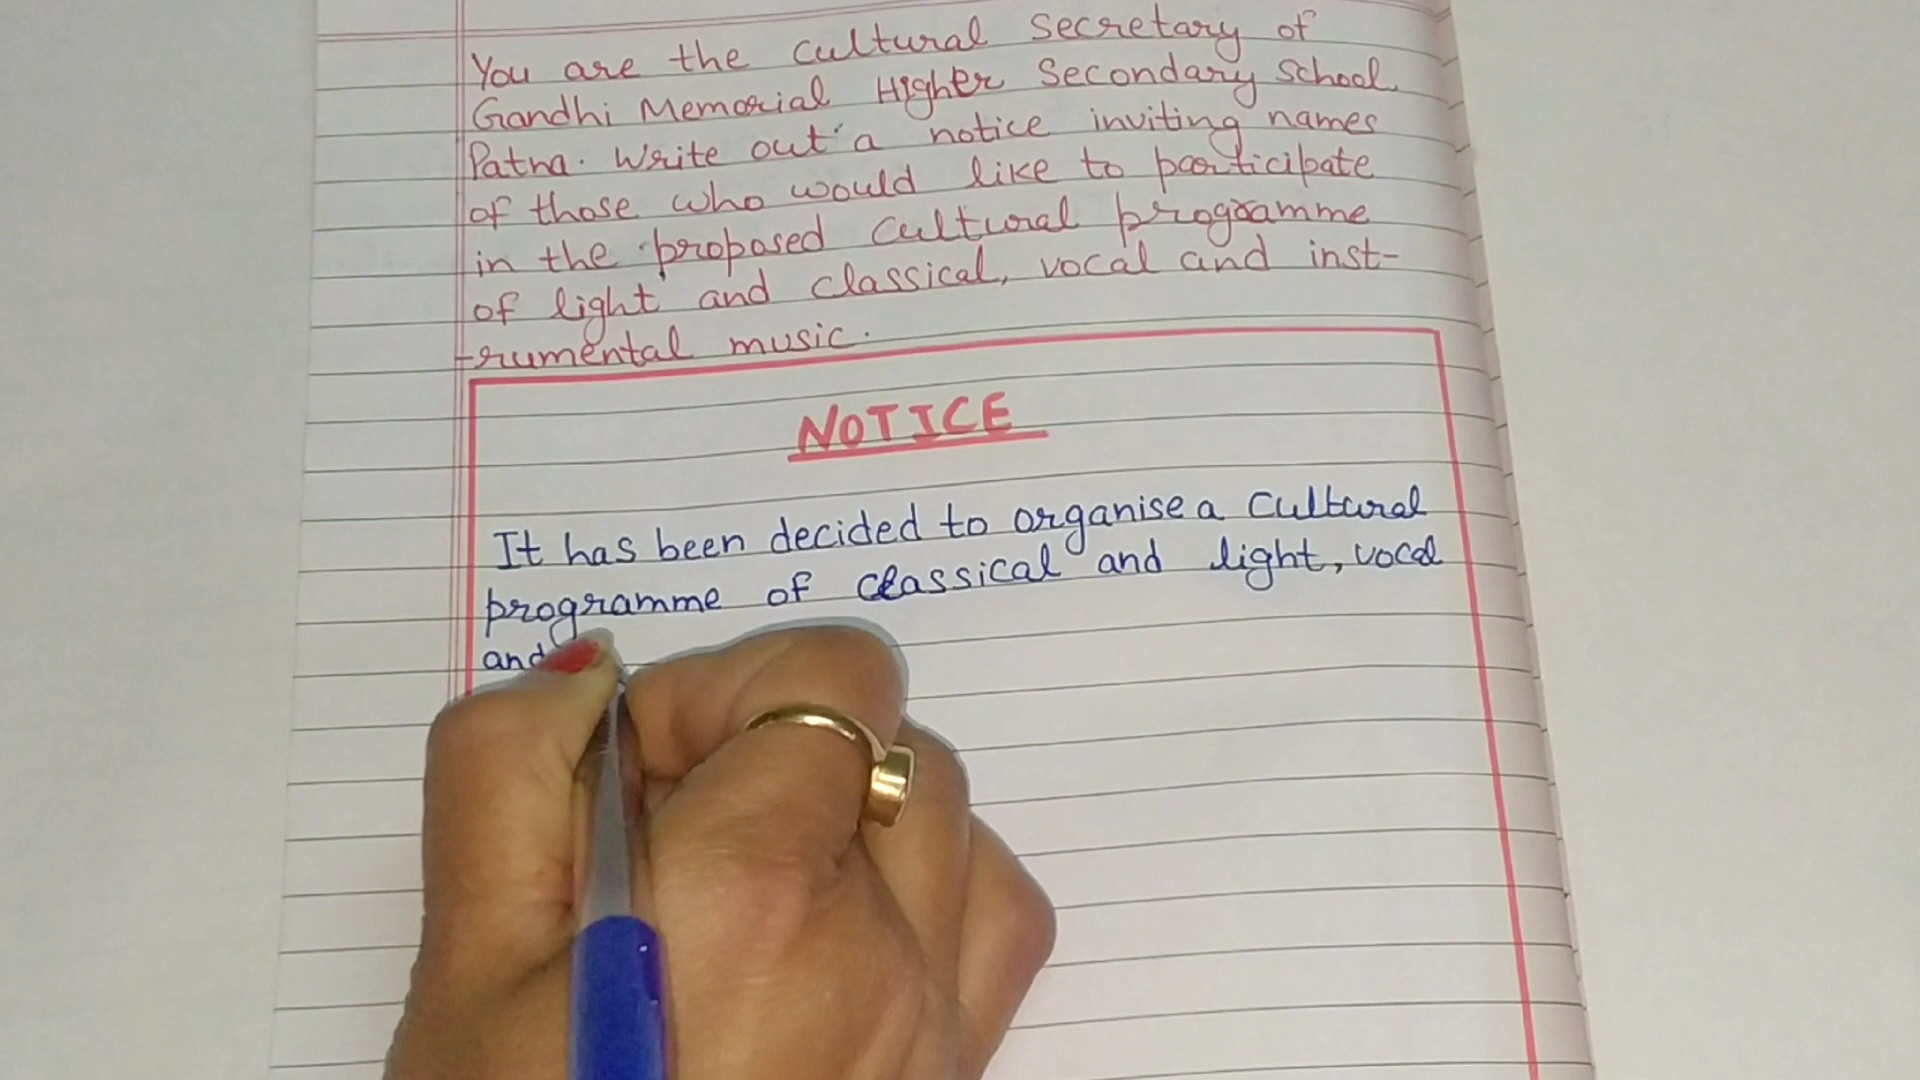 You are the cultural Secretary of
Gandhi Memorial Higher Secondary School,
Patna. Write out a notice inviting names
of those who would like to participate
in the proposed cultural programme
of light and classical, vocal and inst-
-rumental music.
NOTICE
It has been decided to organise a Cultural
programme of classical and light, vocal
and